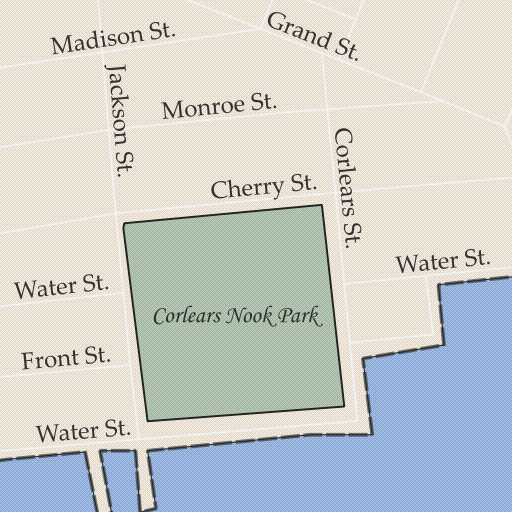 Madison St.
Grand St.
Jackson St.
Monroe St.
Corlears St.
Cherry St.
Water St.
Water St.
Corlears Nook Park
Front St.
Water St.